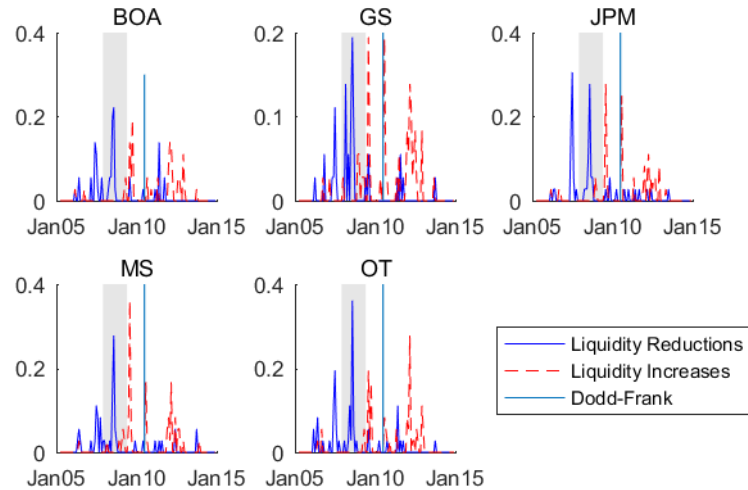 BOA
0.4
0.2
0
Jan05 Jan10 Jan15
GS
0.2
0.1
0
Jan05 Jan10 Jan15
JPM
0.4
0.2
0
Jan05 Jan10 Jan15
MS
0.4
0.2
0
Jan05 Jan10 Jan15
OT
0.4
0.2
0
Jan05 Jan10 Jan15
Liquidity Reductions
Liquidity Increases
Dodd-Frank